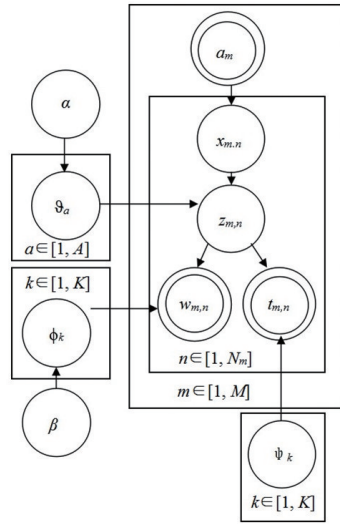 a_m
α
x_{m.n}
ϑ_a
z_{m,n}
a∈[1, A]
k∈[1, K]
w_{m,n}
t_{m,n}
ϕ_k
n∈[1, N_m]
m∈[1, M]
β
ψ_k
k∈[1, K]